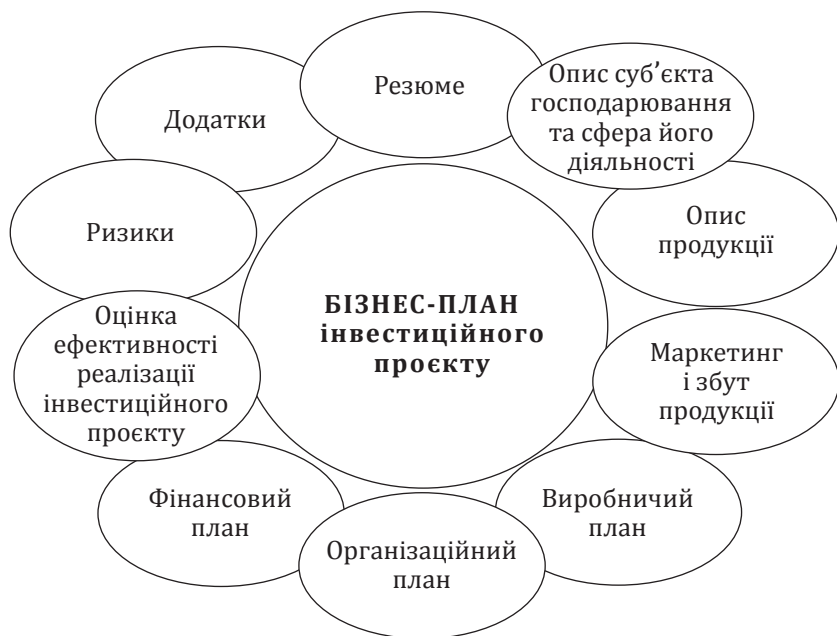 Резюме
Опис суб’єкта
господарювання
та сфера його
діяльності
Опис
продукції
Маркетинг
і збут
продукції
Виробничий
план
Організаційний
план
Фінансовий
план
Оцінка
ефективності
реалізації
інвестиційного
проєкту
Ризики
Додатки
БІЗНЕС-ПЛАН
інвестиційного
проєкту